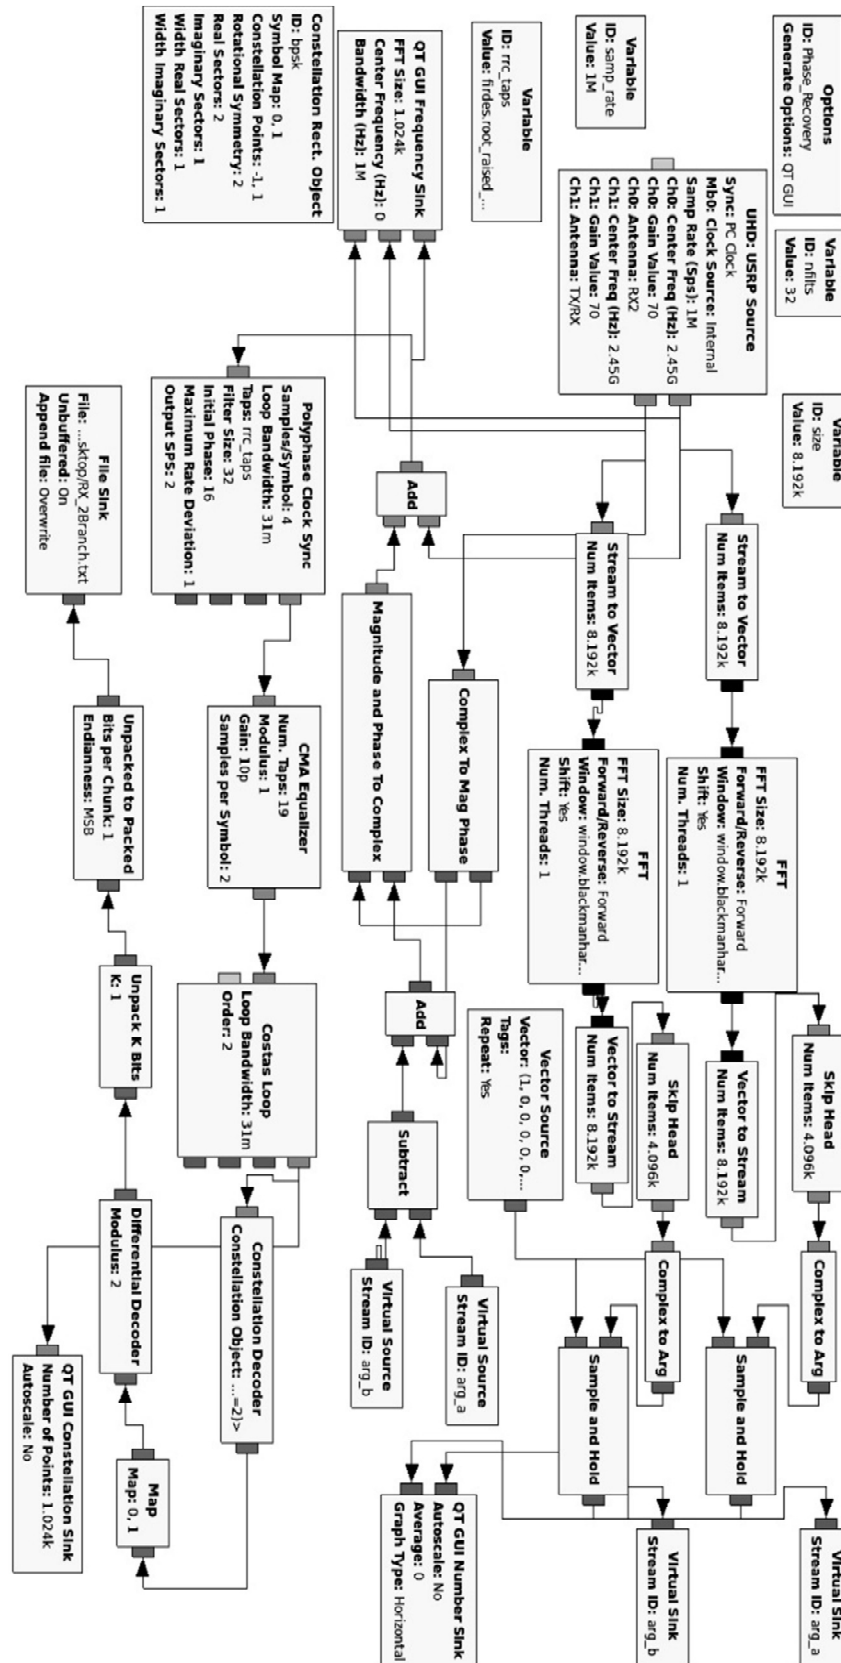 Options
ID: Phase_Recovery
Generate Options: QT GUI
Variable
ID: nfilts
Value: 32
Variable
ID: size
Value: 8.192k
Variable
ID: samp_rate
Value: 1M
Variable
ID: rrc_taps
Value: firdes.root_raised_...
UHD: USRP Source
Sync: PC Clock
Mb0: Clock Source: Internal
Samp Rate (Sps): 1M
Ch0: Center Freq (Hz): 2.45G
Ch0: Gain Value: 70
Ch0: Antenna: RX2
Ch1: Center Freq (Hz): 2.45G
Ch1: Gain Value: 70
Ch1: Antenna: TX/RX
Stream to Vector
Num Items: 8.192k
FFT
FFT Size: 8.192k
Forward/Reverse: Forward
Window: window.blackmanhar...
Shift: Yes
Num. Threads: 1
Vector to Stream
Num Items: 8.192k
Skip Head
Num Items: 4.096k
Complex to Arg
Sample and Hold
Virtual Sink
Stream ID: arg_a
Stream to Vector
Num Items: 8.192k
FFT
FFT Size: 8.192k
Forward/Reverse: Forward
Window: window.blackmanhar...
Shift: Yes
Num. Threads: 1
Vector to Stream
Num Items: 8.192k
Skip Head
Num Items: 4.096k
Complex to Arg
Sample and Hold
Virtual Sink
Stream ID: arg_b
Vector Source
Vector: (1, 0, 0, 0, 0, 0,...
Tags:
Repeat: Yes
QT GUI Number Sink
Autoscale: No
Average: 0
Graph Type: Horizontal
Virtual Source
Stream ID: arg_a
Virtual Source
Stream ID: arg_b
Subtract
Add
Complex To Mag Phase
Magnitude and Phase To Complex
Add
QT GUI Frequency Sink
FFT Size: 1.024k
Center Frequency (Hz): 0
Bandwidth (Hz): 1M
Constellation Rect. Object
ID: bpsk
Symbol Map: 0, 1
Constellation Points: -1, 1
Rotational Symmetry: 2
Real Sectors: 2
Imaginary Sectors: 1
Width Real Sectors: 1
Width Imaginary Sectors: 1
Polyphase Clock Sync
Samples/Symbol: 4
Loop Bandwidth: 31m
Taps: rrc_taps
Filter Size: 32
Initial Phase: 16
Maximum Rate Deviation: 1
Output SPS: 2
CMA Equalizer
Num. Taps: 19
Modulus: 1
Gain: 10p
Samples per Symbol: 2
Costas Loop
Loop Bandwidth: 31m
Order: 2
Constellation Decoder
Constellation Object: ...=2)>
Map
Map: 0, 1
Differential Decoder
Modulus: 2
Unpack K Bits
K: 1
Unpacked to Packed
Bits per Chunk: 1
Endianness: MSB
File Sink
File: ...sktop/RX_2Branch.txt
Unbuffered: On
Append file: Overwrite
QT GUI Constellation Sink
Number of Points: 1.024k
Autoscale: No